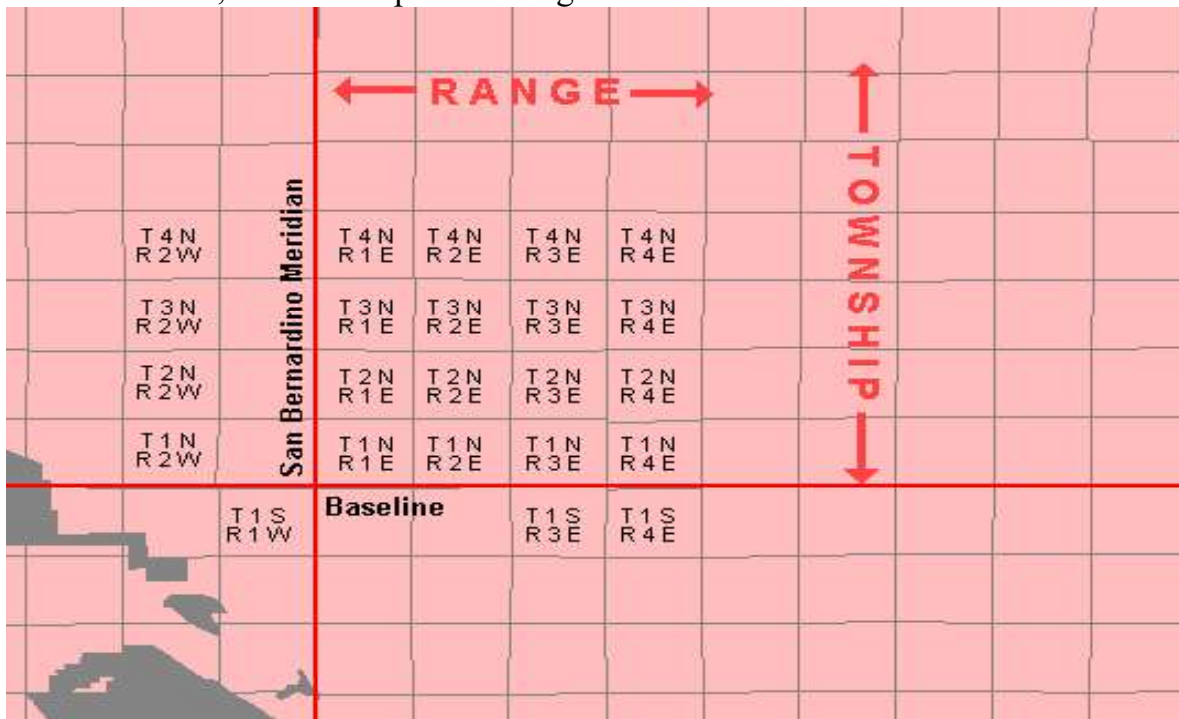 RANGE
TOWNSHIP
San Bernardino Meridian
T4N
R2W
T4N
R1E
T4N
R2E
T4N
R3E
T4N
R4E
T3N
R2W
T3N
R1E
T3N
R2E
T3N
R3E
T3N
R4E
T2N
R2W
T2N
R1E
T2N
R2E
T2N
R3E
T2N
R4E
T1N
R2W
T1N
R1E
T1N
R2E
T1N
R3E
T1N
R4E
Baseline
T1S
R1W
T1S
R3E
T1S
R4E